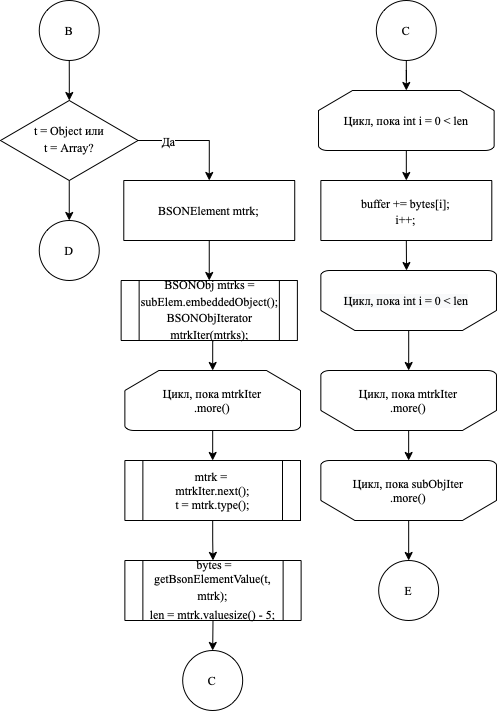 B
t = Object или
t = Array?
Да
D
BSONElement mtrk;
BSONObj mtrks =
subElem.embeddedObject();
BSONObjIterator
mtrkIter(mtrks);
Цикл, пока mtrkIter
.more()
mtrk =
mtrkIter.next();
t = mtrk.type();
bytes =
getBsonElementValue(t,
mtrk);
len = mtrk.valuesize() - 5;
C
C
Цикл, пока int i = 0 < len
buffer += bytes[i];
i++;
Цикл, пока int i = 0 < len
Цикл, пока mtrkIter
.more()
Цикл, пока subObjIter
.more()
E